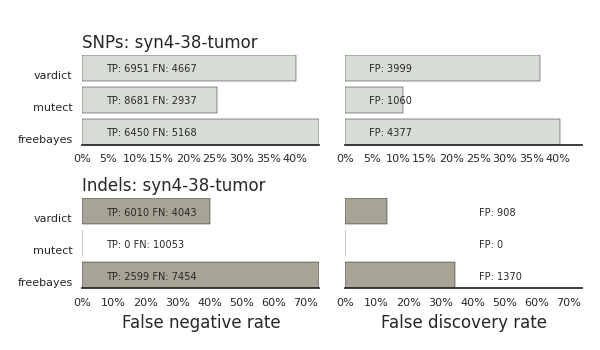 SNPs: syn4-38-tumor
vardict TP: 6951 FN: 4667 FP: 3999
mutect TP: 8681 FN: 2937 FP: 1060
freebayes TP: 6450 FN: 5168 FP: 4377
0% 5% 10% 15% 20% 25% 30% 35% 40% 0% 5% 10% 15% 20% 25% 30% 35% 40%
Indels: syn4-38-tumor
vardict TP: 6010 FN: 4043 FP: 908
mutect TP: 0 FN: 10053 FP: 0
freebayes TP: 2599 FN: 7454 FP: 1370
0% 10% 20% 30% 40% 50% 60% 70% 0% 10% 20% 30% 40% 50% 60% 70%
False negative rate False discovery rate